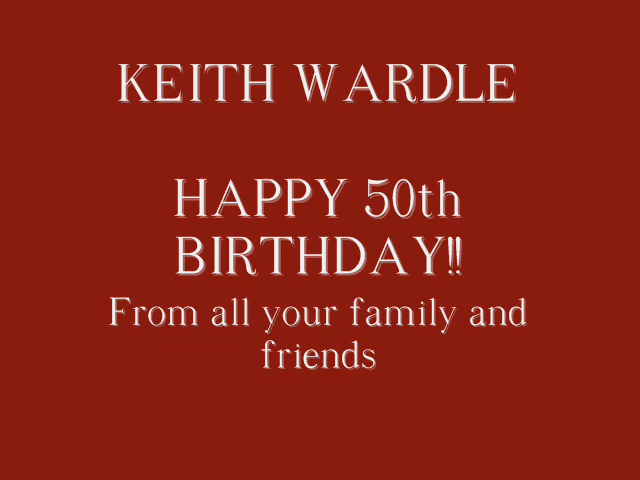 KEITH WARDLE
HAPPY 50th
BIRTHDAY!!
From all your family and
friends